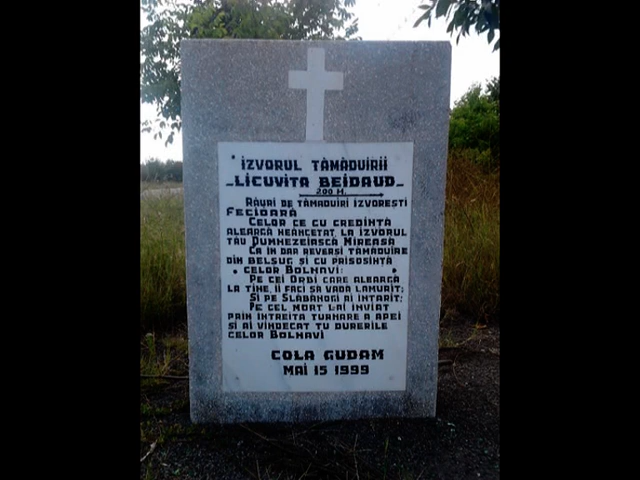 IZVORUL TĂMĂDUIRII
-LICUVIȚA BEIDAUD-
200 M.
RÂURI DE TĂMĂDUIRI IZVOREȘTI
FECIOARĂ
CELOR CE CU CREDINȚĂ
ALEARGĂ NEÂNCETAT LA IZVORUL
TĂU DUMNEZEIASCĂ MIREASĂ
CA ÎN DAR REVERȘI TĂMĂDUIRE
DIN BELȘUG ȘI CU PRISOSINȚĂ
• CELOR BOLNAVI: •
PE CEI ORBI CARE ALEARGĂ
LA TINE, ÎI FACI SĂ VADĂ LĂMURIT;
ȘI PE SLĂBĂNOGI AI ÎNTĂRIT;
PE CEL MORT L-AI ÎNVIAT
PRIN ÎNTREITA TURNARE A APEI
ȘI AI VINDECAT TU DURERILE
CELOR BOLNAVI
COLA GUDAM
MAI 15 1999